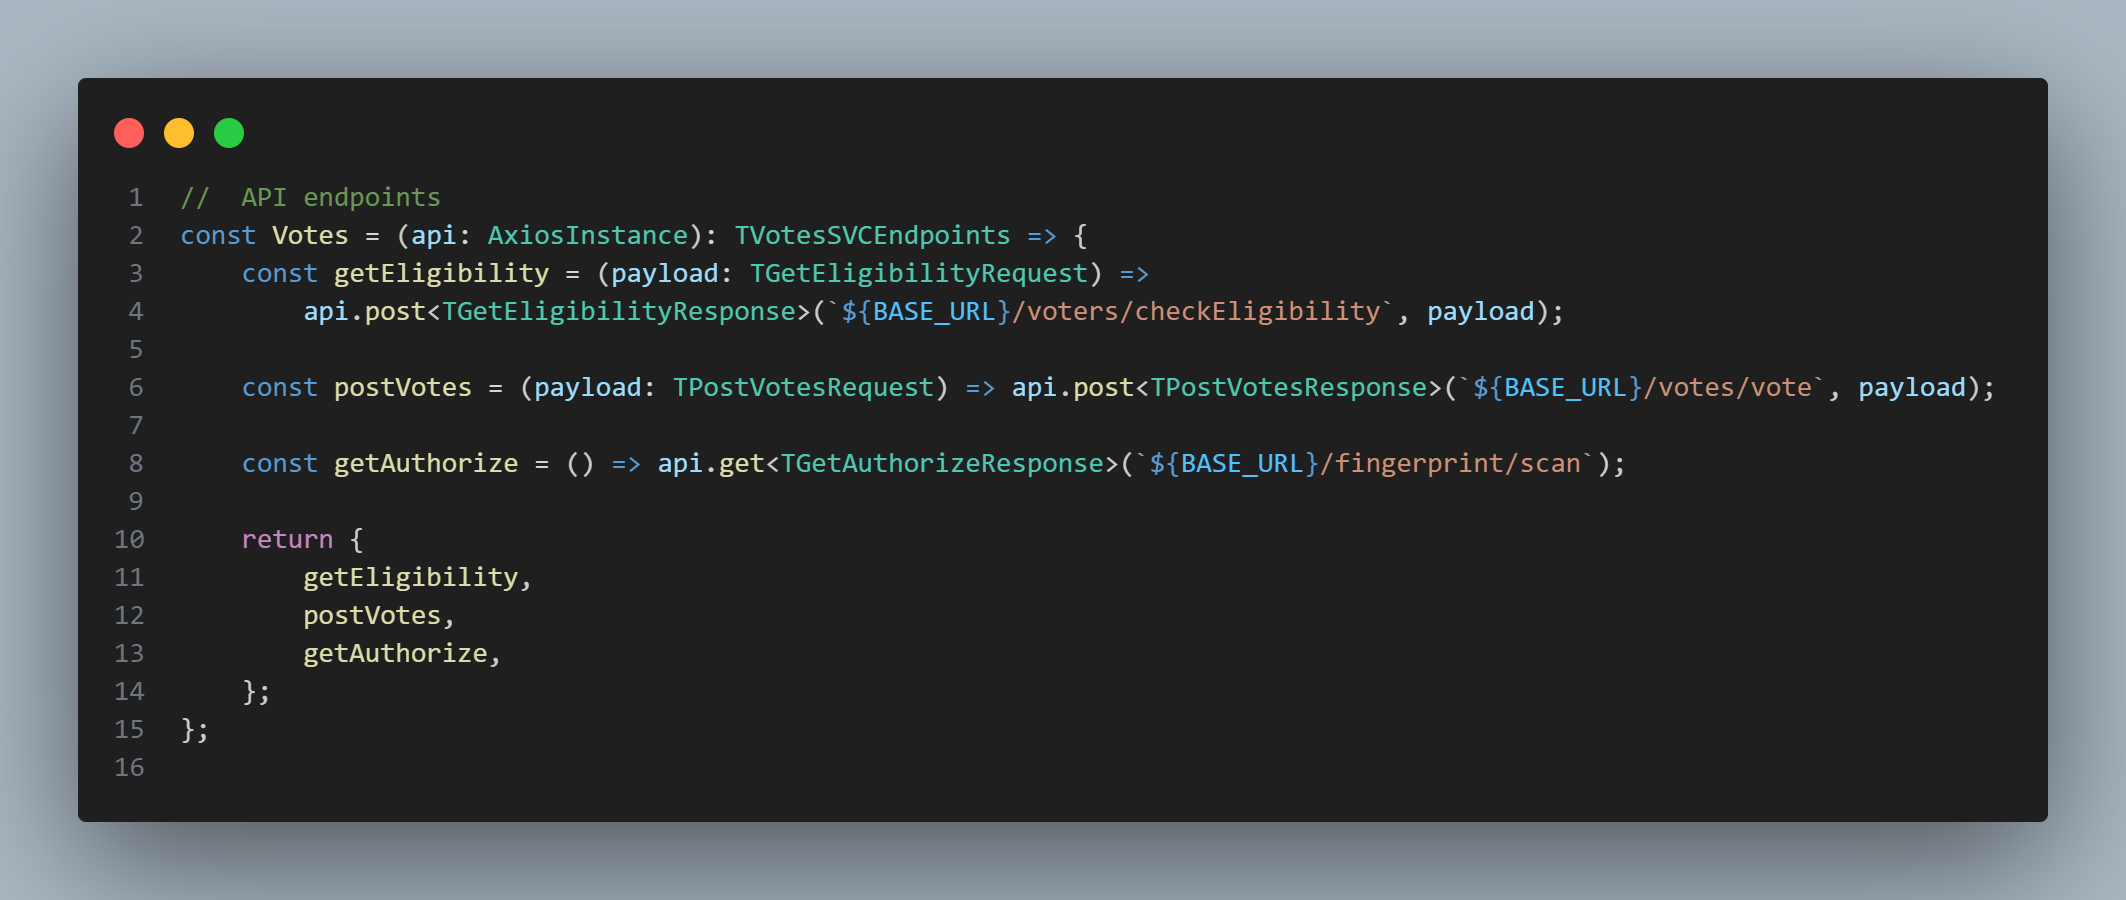 1 //  API endpoints
2 const Votes = (api: AxiosInstance): TVotesSVCEndpoints => {
3     const getEligibility = (payload: TGetEligibilityRequest) =>
4         api.post<TGetEligibilityResponse>(`${BASE_URL}/voters/checkEligibility`, payload);
5
6     const postVotes = (payload: TPostVotesRequest) => api.post<TPostVotesResponse>(`${BASE_URL}/votes/vote`, payload);
7
8     const getAuthorize = () => api.get<TGetAuthorizeResponse>(`${BASE_URL}/fingerprint/scan`);
9
10     return {
11         getEligibility,
12         postVotes,
13         getAuthorize,
14     };
15 };
16